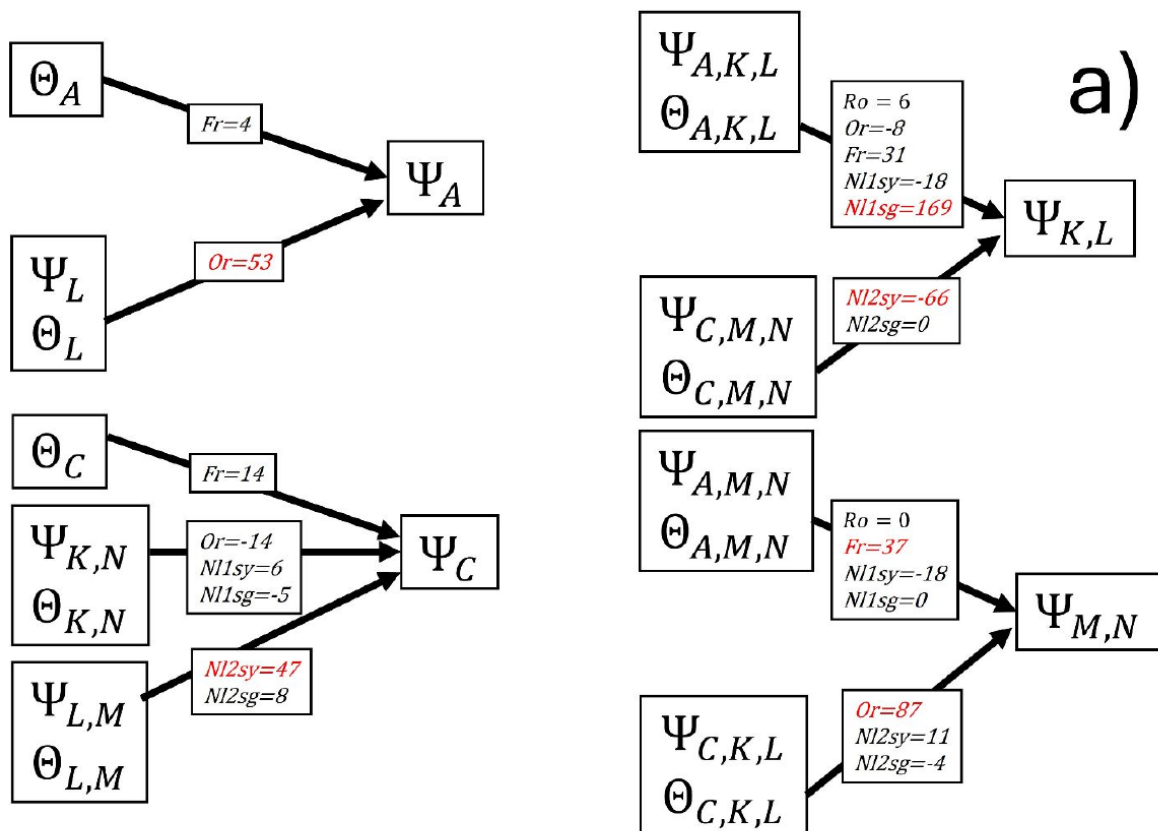 Θ_A
Fr=4
Ψ_A
Ψ_L
Or=53
Θ_L
Θ_C
Fr=14
Ψ_K,N
Θ_K,N
Or=-14
Nl1sy=6
Nl1sg=-5
Ψ_C
Ψ_L,M
Θ_L,M
Nl2sy=47
Nl2sg=8
a)
Ψ_A,K,L
Θ_A,K,L
Ro = 6
Or=-8
Fr=31
Nl1sy=-18
Nl1sg=169
Ψ_K,L
Ψ_C,M,N
Θ_C,M,N
Nl2sy=-66
Nl2sg=0
Ψ_A,M,N
Θ_A,M,N
Ro = 0
Fr=37
Nl1sy=-18
Nl1sg=0
Ψ_M,N
Ψ_C,K,L
Θ_C,K,L
Or=87
Nl2sy=11
Nl2sg=-4